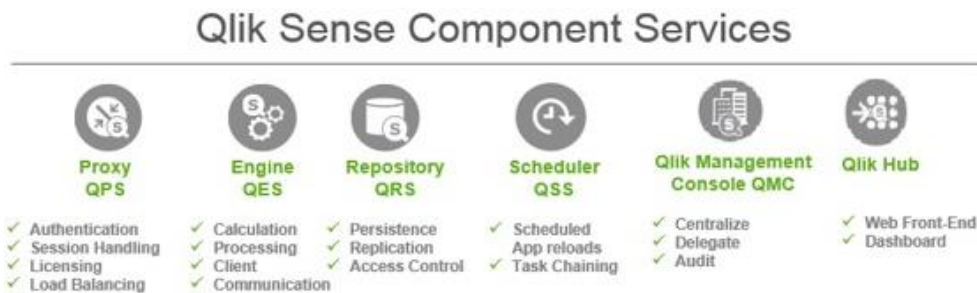 Qlik Sense Component Services
Proxy
QPS
Authentication
Session Handling
Licensing
Load Balancing
Engine
QES
Calculation
Processing
Client
Communication
Repository
QRS
Persistence
Replication
Access Control
Scheduler
QSS
Scheduled
App reloads
Task Chaining
Qlik Management
Console QMC
Centralize
Delegate
Audit
Qlik Hub
Web Front-End
Dashboard